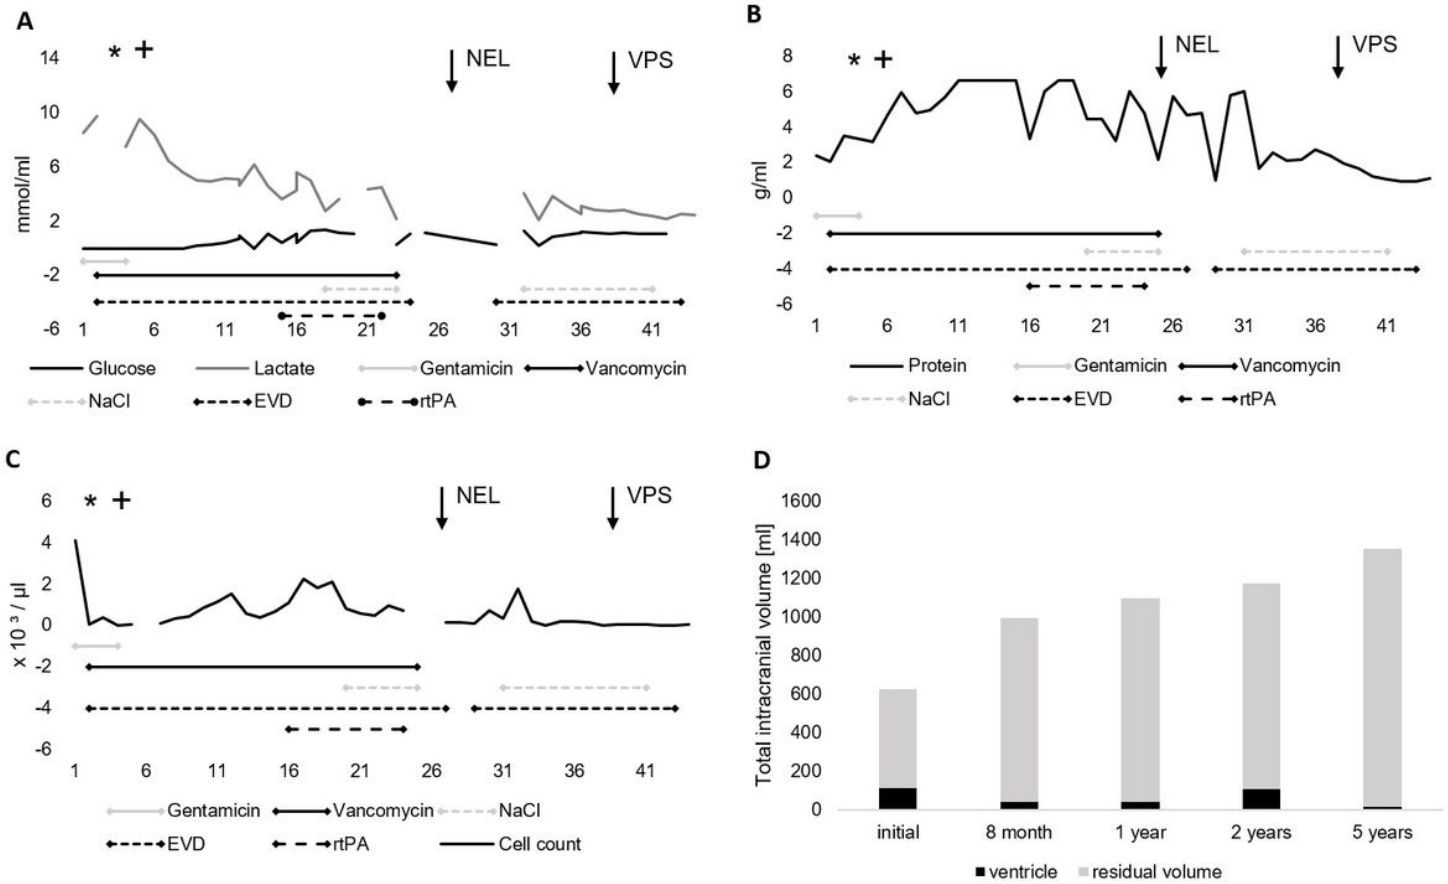 A
* +
NEL
VPS
14
10
6
2
-2
-6
mmol/ml
1 6 11 16 21 26 31 36 41
Glucose Lactate Gentamicin Vancomycin
NaCl EVD rtPA
B
* +
NEL
VPS
8
6
4
2
0
-2
-4
-6
g/ml
1 6 11 16 21 26 31 36 41
Protein Gentamicin Vancomycin
NaCl EVD rtPA
C
* +
NEL
VPS
6
4
2
0
-2
-4
-6
x 10 ³ / µl
1 6 11 16 21 26 31 36 41
Gentamicin Vancomycin NaCl
EVD rtPA Cell count
D
1600
1400
1200
1000
800
600
400
200
0
Total intracranial volume [ml]
initial 8 month 1 year 2 years 5 years
ventricle residual volume